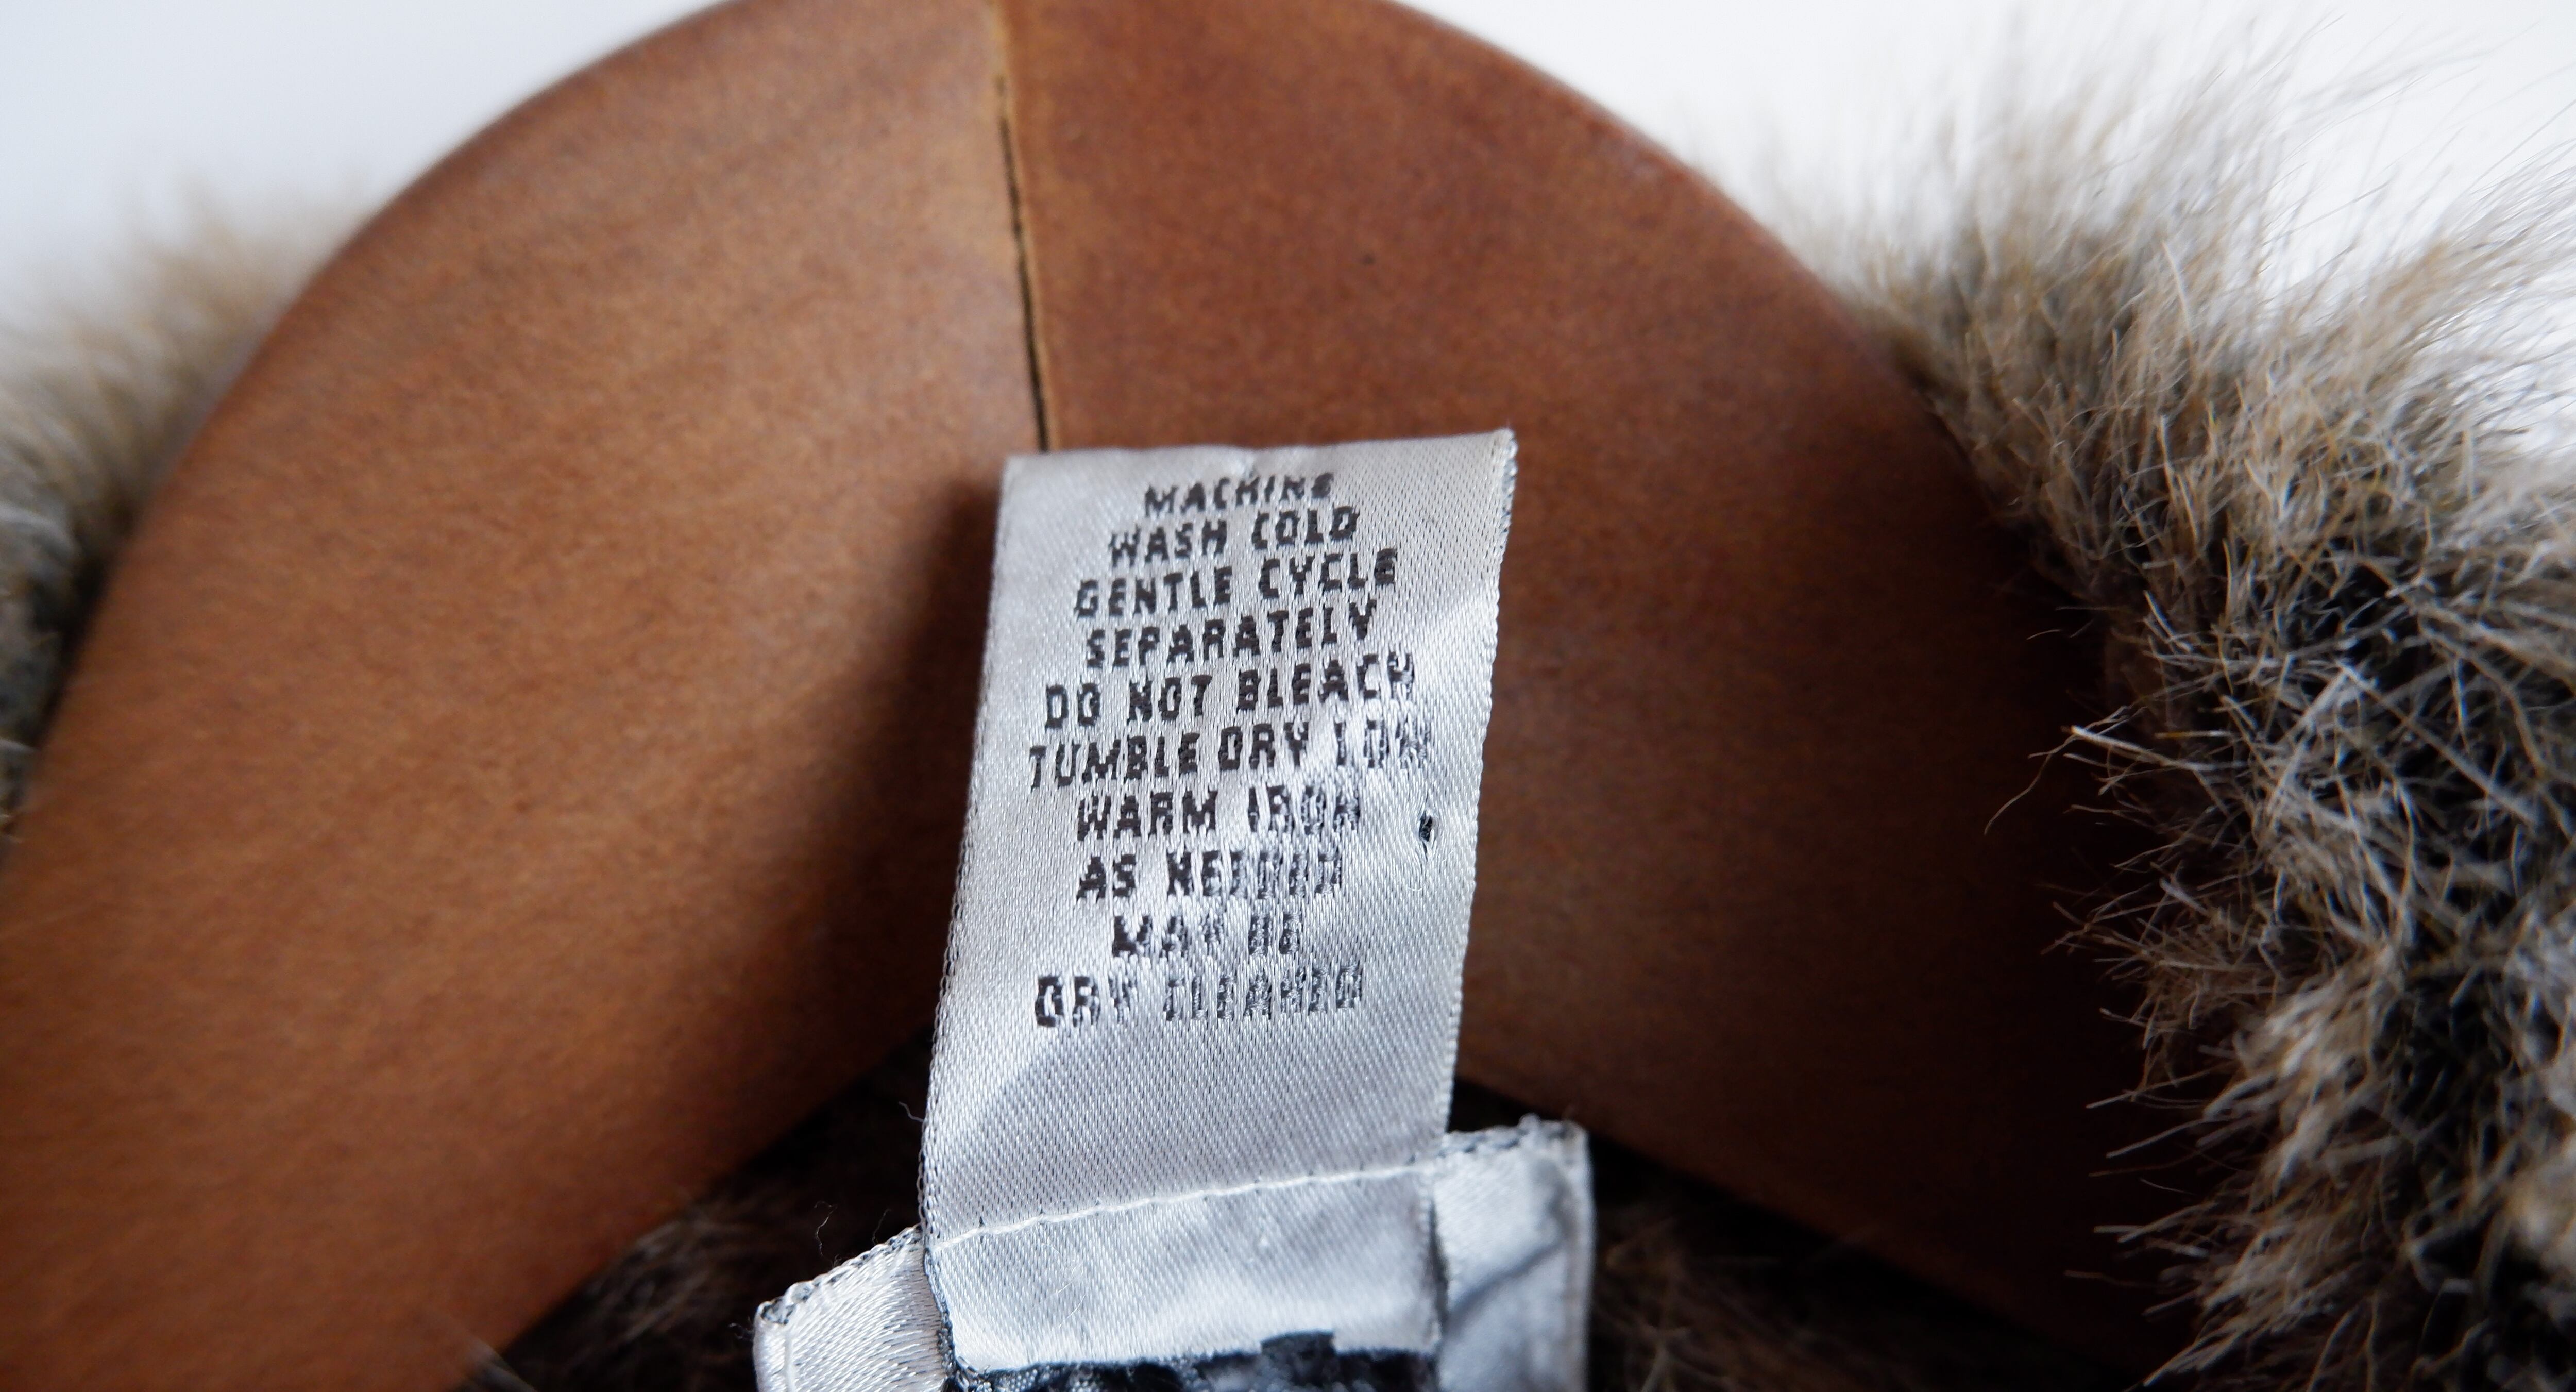 MACHINE
WASH COLD
GENTLE CYCLE
SEPARATELY
DO NOT BLEACH
TUMBLE DRY LOW
WARM IRON
AS NEEDED
MAY BE
DRY CLEANED